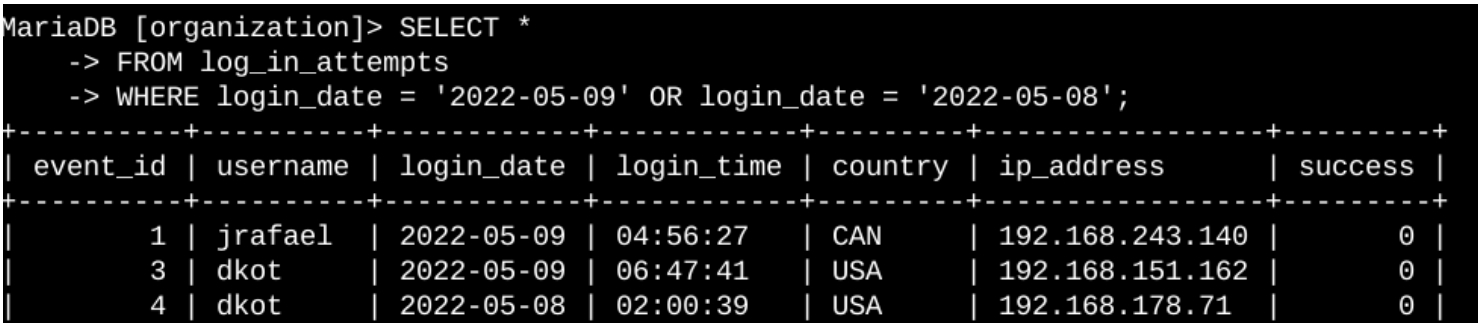 MariaDB [organization]> SELECT *
    -> FROM log_in_attempts
    -> WHERE login_date = '2022-05-09' OR login_date = '2022-05-08';
+----------+----------+------------+------------+---------+-----------------+---------+
| event_id | username | login_date | login_time | country | ip_address      | success |
+----------+----------+------------+------------+---------+-----------------+---------+
|        1 | jrafael  | 2022-05-09 | 04:56:27   | CAN     | 192.168.243.140 |       0 |
|        3 | dkot     | 2022-05-09 | 06:47:41   | USA     | 192.168.151.162 |       0 |
|        4 | dkot     | 2022-05-08 | 02:00:39   | USA     | 192.168.178.71  |       0 |